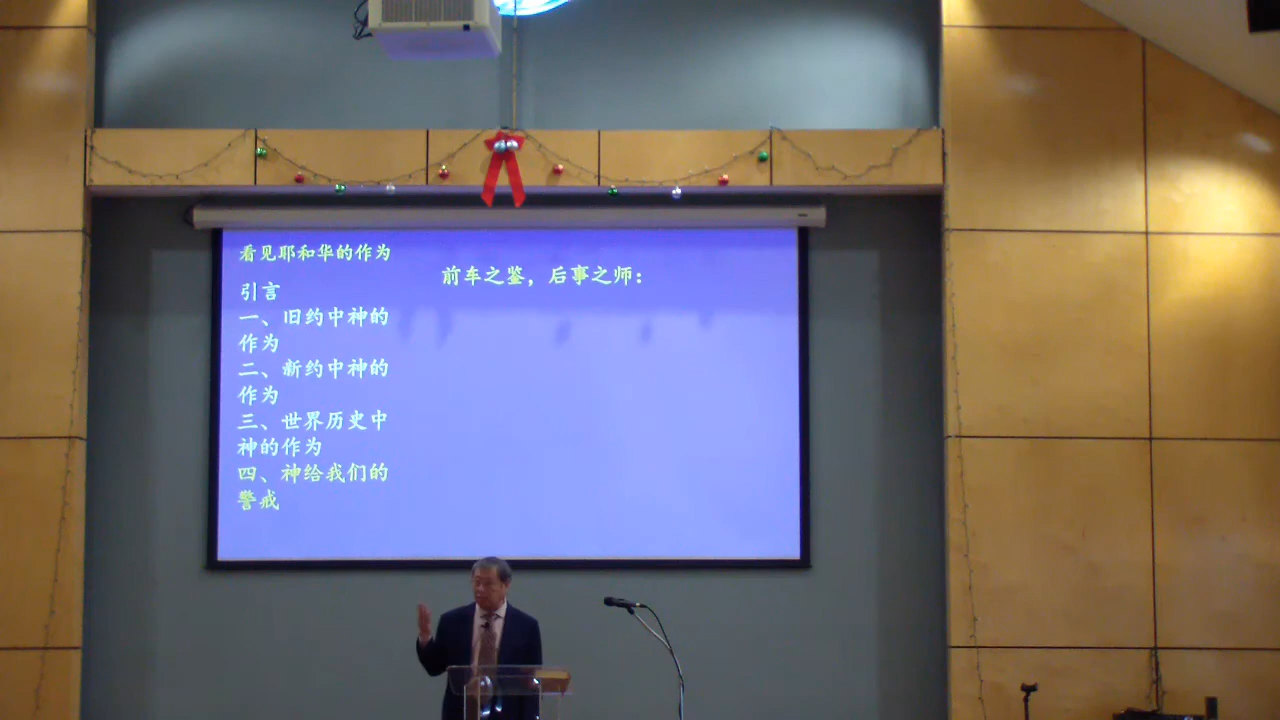 看见耶和华的作为
前车之鉴，后事之师：
引言
一、旧约中神的
作为
二、新约中神的
作为
三、世界历史中
神的作为
四、神给我们的
警戒